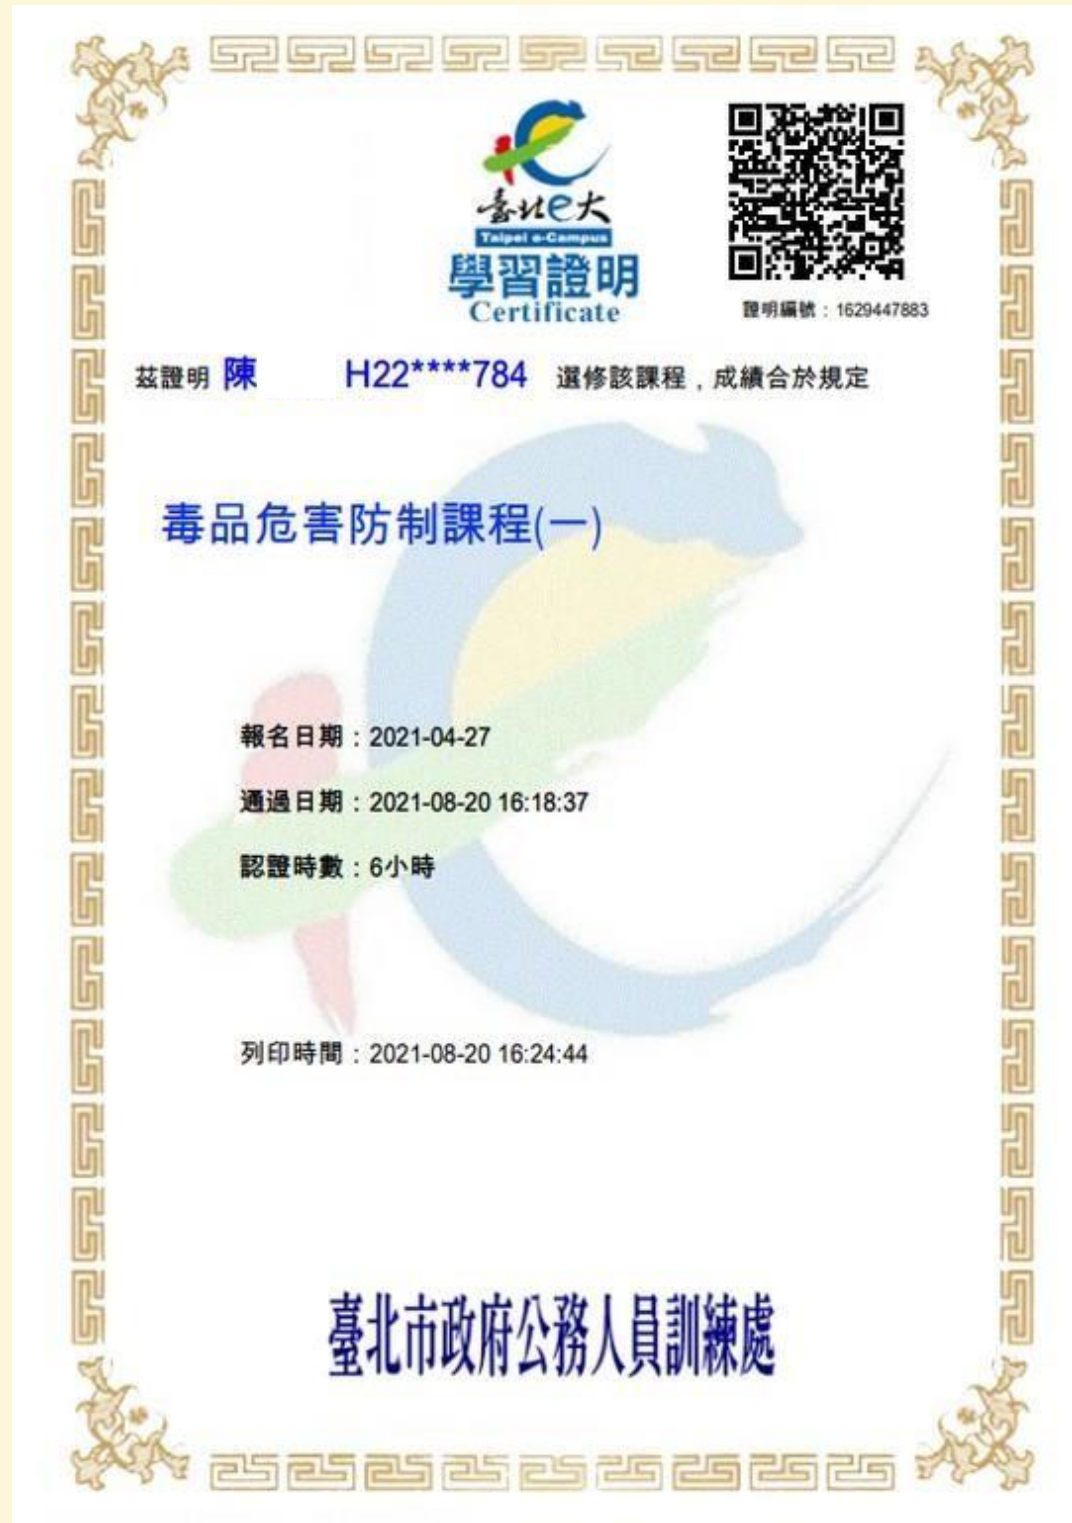 臺北e大
Taipei e-Campus
學習證明
Certificate
證明編號：1629447883
茲證明 陳 H22****784 選修該課程，成績合於規定
毒品危害防制課程(一)
報名日期：2021-04-27
通過日期：2021-08-20 16:18:37
認證時數：6小時
列印時間：2021-08-20 16:24:44
臺北市政府公務人員訓練處